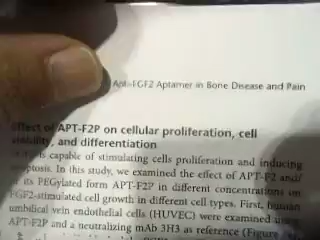 Anti-FGF2 Aptamer in Bone Disease and Pain
Effect of APT-F2P on cellular proliferation, cell
viability, and differentiation
is capable of stimulating cells proliferation and inducing
In this study, we examined the effect of APT-F2 and/
its PEGylated form APT-F2P in different concentrations on
FGF2-stimulated cell growth in different cell types. First, human
umbilical vein endothelial cells (HUVEC) were examined using
APT-F2P and a neutralizing mAb 3H3 as reference (Figure